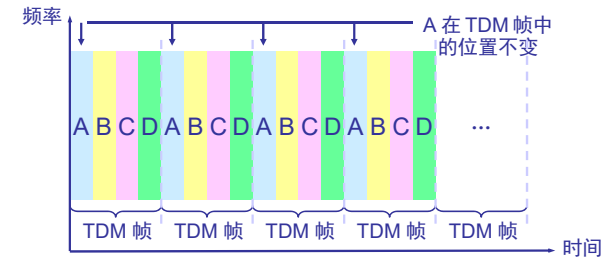 频率
A 在 TDM 帧中
的位置不变
A B C D A B C D A B C D A B C D ...
TDM 帧 TDM 帧 TDM 帧 TDM 帧 TDM 帧
时间